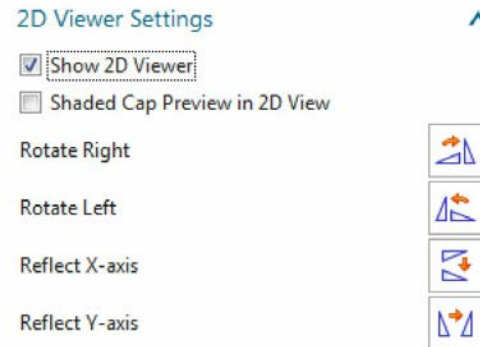 2D Viewer Settings
Show 2D Viewer
Shaded Cap Preview in 2D View
Rotate Right
Rotate Left
Reflect X-axis
Reflect Y-axis